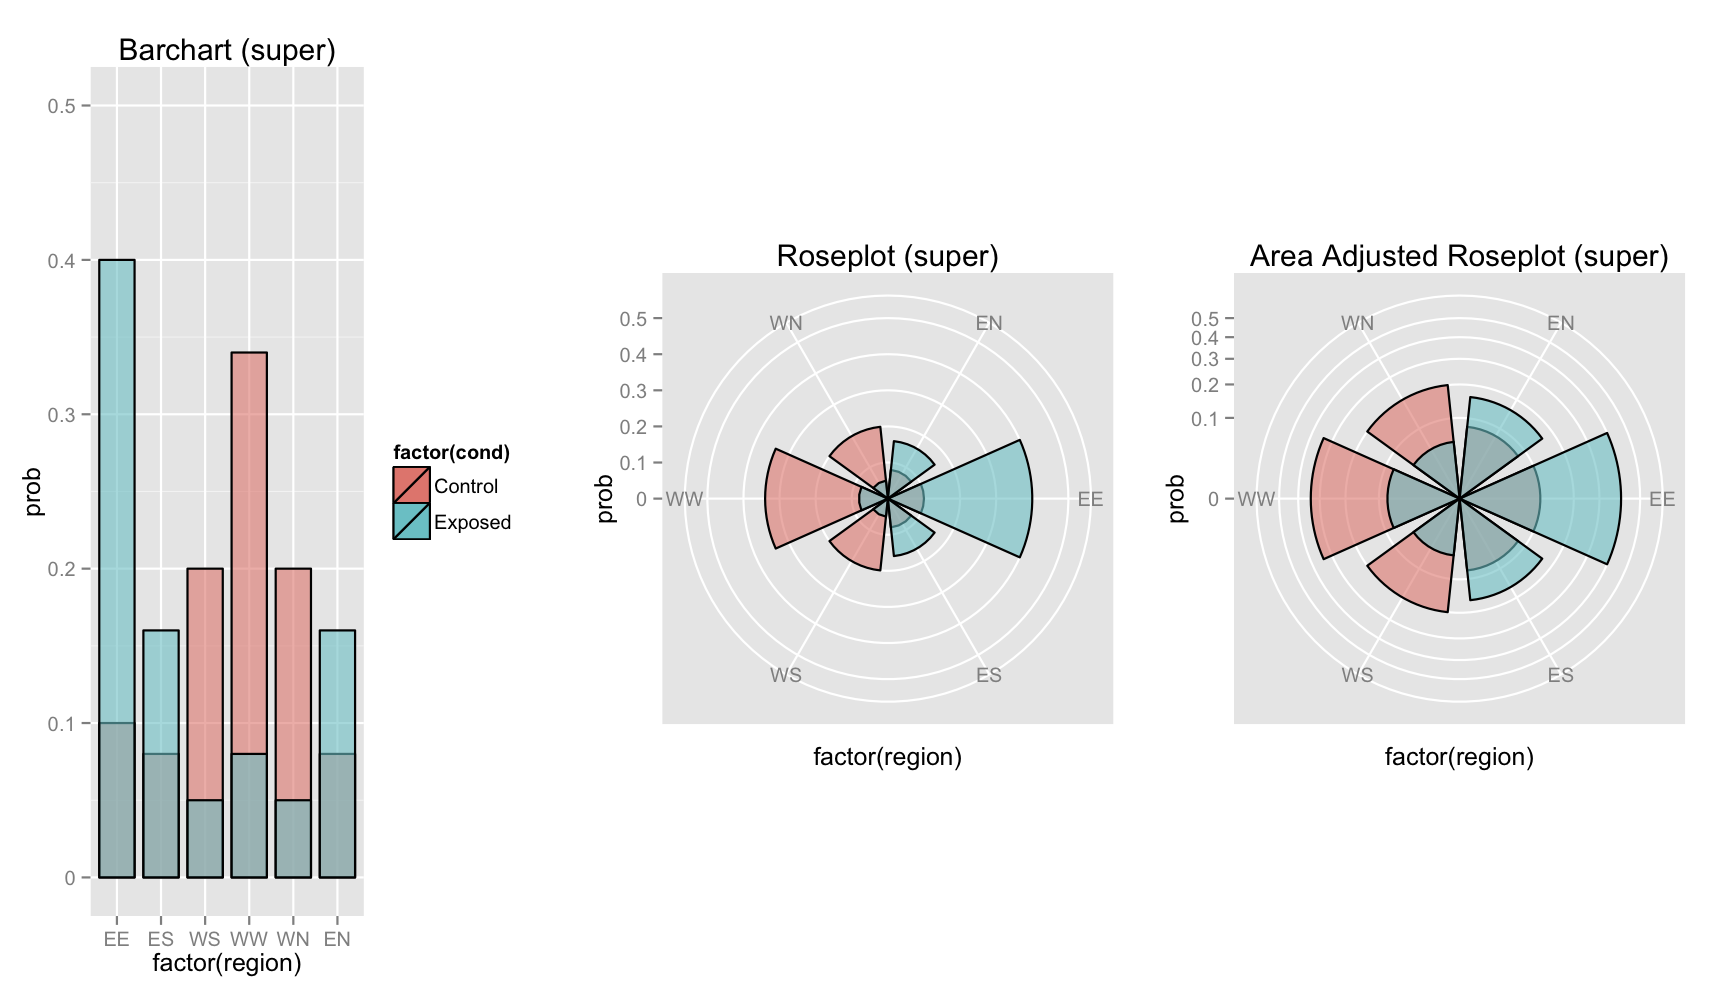 Barchart (super)
0.5
0.4
0.3
0.2
0.1
0
prob
EE ES WS WW WN EN
factor(region)
factor(cond)
Control
Exposed
Roseplot (super)
0.5
0.4
0.3
0.2
0.1
0
prob
WN EN
WW EE
WS ES
factor(region)
Area Adjusted Roseplot (super)
0.5
0.4
0.3
0.2
0.1
0
prob
WN EN
WW EE
WS ES
factor(region)